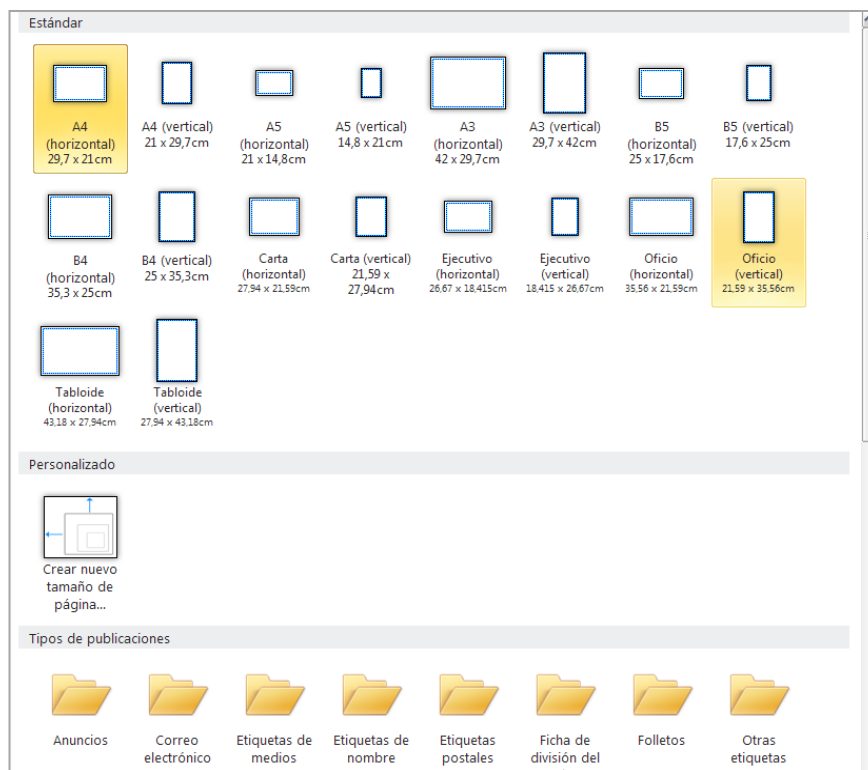 Estándar
A4
(horizontal)
29,7 x 21cm
A4 (vertical)
21 x 29,7cm
A5
(horizontal)
21 x 14,8cm
A5 (vertical)
14,8 x 21cm
A3
(horizontal)
42 x 29,7cm
A3 (vertical)
29,7 x 42cm
B5
(horizontal)
25 x 17,6cm
B5 (vertical)
17,6 x 25cm
B4
(horizontal)
35,3 x 25cm
B4 (vertical)
25 x 35,3cm
Carta
(horizontal)
27,94 x 21,59cm
Carta (vertical)
21,59 x
27,94cm
Ejecutivo
(horizontal)
26,67 x 18,415cm
Ejecutivo
(vertical)
18,415 x 26,67cm
Oficio
(horizontal)
35,56 x 21,59cm
Oficio
(vertical)
21,59 x 35,56cm
Tabloide
(horizontal)
43,18 x 27,94cm
Tabloide
(vertical)
27,94 x 43,18cm
Personalizado
Crear nuevo
tamaño de
página...
Tipos de publicaciones
Anuncios
Correo
electrónico
Etiquetas de
medios
Etiquetas de
nombre
Etiquetas
postales
Ficha de
división del
Folletos
Otras
etiquetas